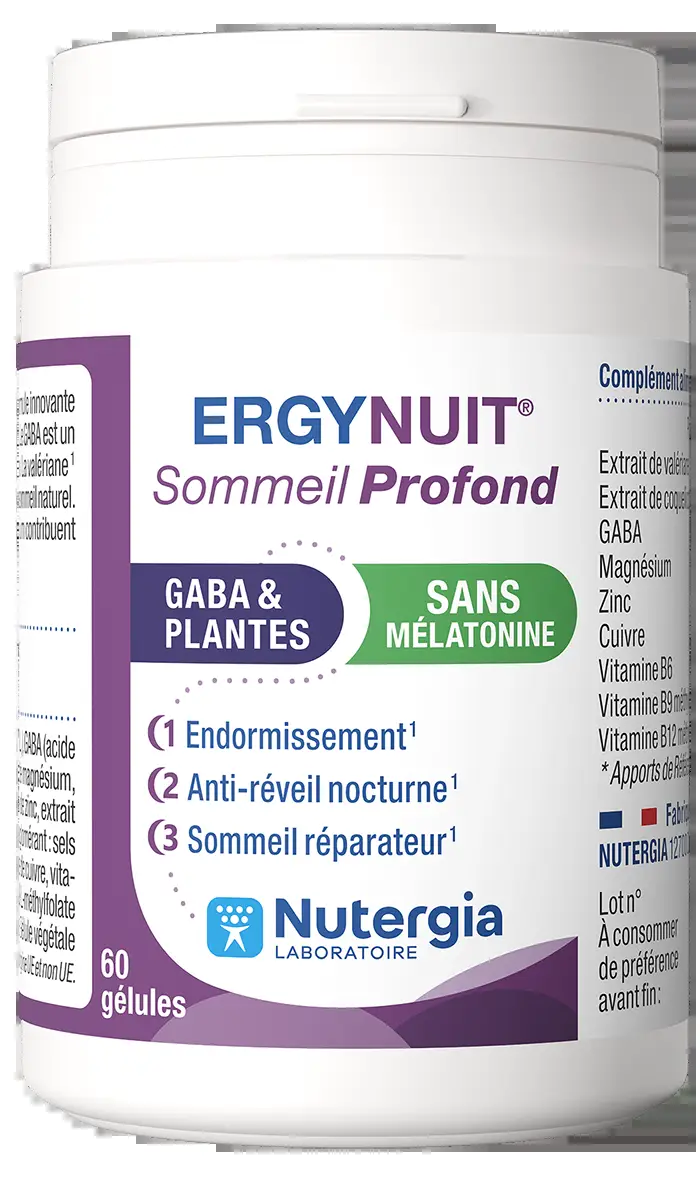 ERGYNUIT®
Sommeil Profond
GABA &
PLANTES
SANS
MÉLATONINE
1 Endormissement¹
2 Anti-réveil nocturne¹
3 Sommeil réparateur¹
Nutergia
LABORATOIRE
60
gélules
innovante
GABA est un
La valériane¹
sommeil naturel.
contribuent
GABA (acide
magnésium,
zinc, extrait
: sels
cuivre, vita-
-méthylfolate
végétale
UE et non UE.
Complément
Extrait de
Extrait de
GABA
Magnésium
Zinc
Cuivre
Vitamine B6
Vitamine B9
Vitamine B12
* Apports de
NUTERGIA
Lot n°
À consommer
de préférence
avant fin :